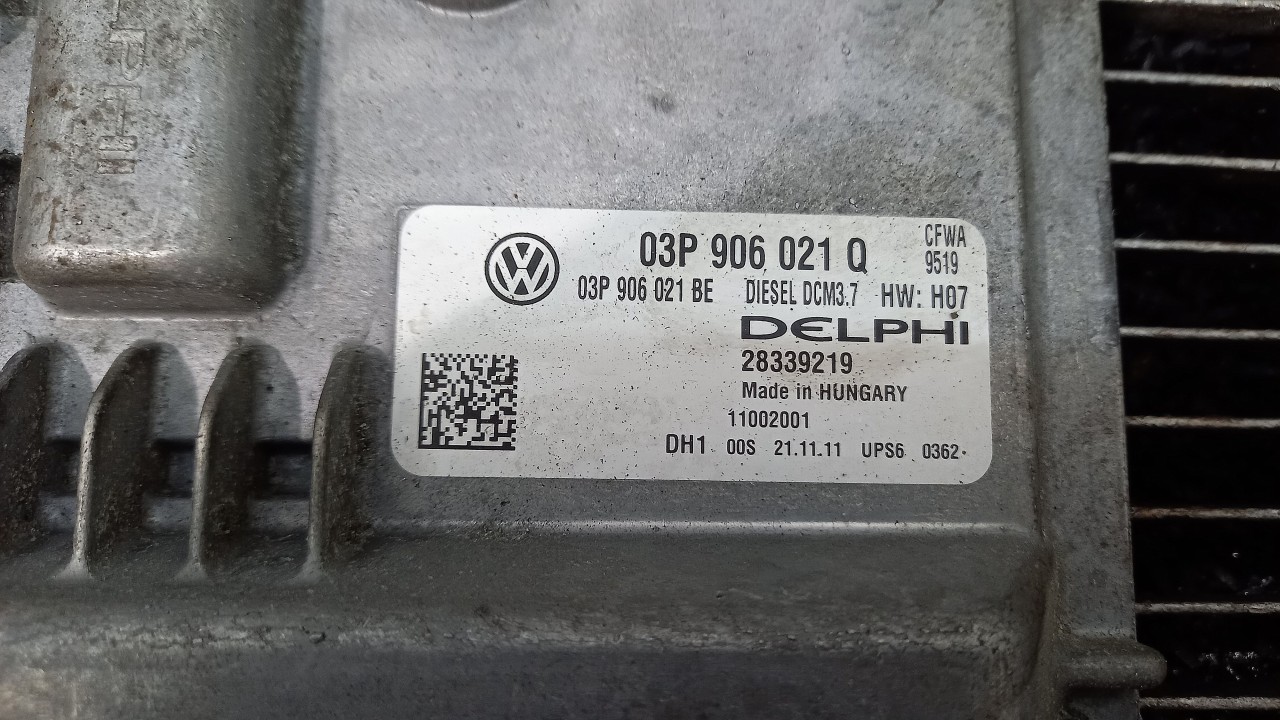 03P 906 021 Q
CFWA
9519
03P 906 021 BE DIESEL DCM3.7 HW: H07
DELPHI
28339219
Made in HUNGARY
11002001
DH1 00S 21.11.11 UPS6 0362